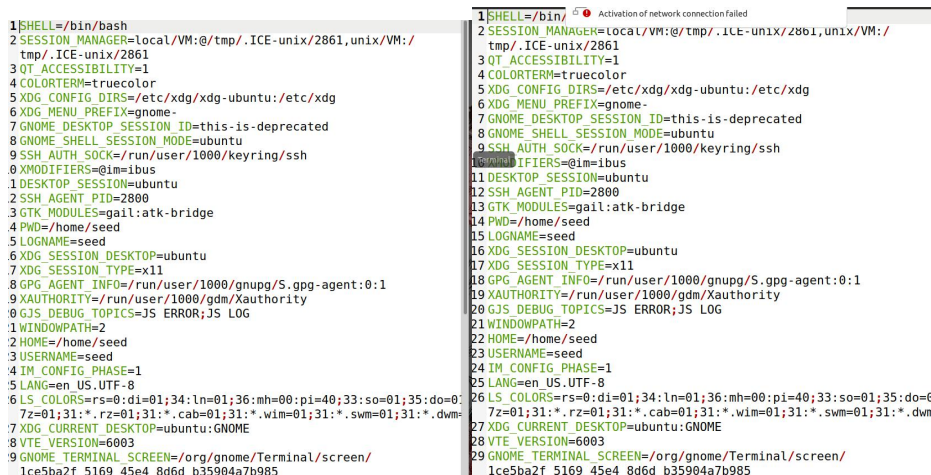 1 SHELL=/bin/bash
2 SESSION_MANAGER=local/VM:@/tmp/.ICE-unix/2861,unix/VM:/
tmp/.ICE-unix/2861
3 QT_ACCESSIBILITY=1
4 COLORTERM=truecolor
5 XDG_CONFIG_DIRS=/etc/xdg/xdg-ubuntu:/etc/xdg
6 XDG_MENU_PREFIX=gnome-
7 GNOME_DESKTOP_SESSION_ID=this-is-deprecated
8 GNOME_SHELL_SESSION_MODE=ubuntu
9 SSH_AUTH_SOCK=/run/user/1000/keyring/ssh
0 XMODIFIERS=@im=ibus
1 DESKTOP_SESSION=ubuntu
2 SSH_AGENT_PID=2800
3 GTK_MODULES=gail:atk-bridge
4 PWD=/home/seed
5 LOGNAME=seed
6 XDG_SESSION_DESKTOP=ubuntu
7 XDG_SESSION_TYPE=x11
8 GPG_AGENT_INFO=/run/user/1000/gnupg/S.gpg-agent:0:1
9 XAUTHORITY=/run/user/1000/gdm/Xauthority
0 GJS_DEBUG_TOPICS=JS ERROR;JS LOG
1 WINDOWPATH=2
2 HOME=/home/seed
3 USERNAME=seed
4 IM_CONFIG_PHASE=1
5 LANG=en_US.UTF-8
6 LS_COLORS=rs=0:di=01;34:ln=01;36:mh=00:pi=40;33:so=01;35:do=01
7z=01;31:*.rz=01;31:*.cab=01;31:*.wim=01;31:*.swm=01;31:*.dwm=
7 XDG_CURRENT_DESKTOP=ubuntu:GNOME
8 VTE_VERSION=6003
9 GNOME_TERMINAL_SCREEN=/org/gnome/Terminal/screen/
1ce5ba2f_5169_45e4_8d6d_b35904a7b985
Activation of network connection failed
1 SHELL=/bin/
2 SESSION_MANAGER=local/VM:@/tmp/.ICE-unix/2861,unix/VM:/
tmp/.ICE-unix/2861
3 QT_ACCESSIBILITY=1
4 COLORTERM=truecolor
5 XDG_CONFIG_DIRS=/etc/xdg/xdg-ubuntu:/etc/xdg
6 XDG_MENU_PREFIX=gnome-
7 GNOME_DESKTOP_SESSION_ID=this-is-deprecated
8 GNOME_SHELL_SESSION_MODE=ubuntu
9 SSH_AUTH_SOCK=/run/user/1000/keyring/ssh
Terminal
10 XMODIFIERS=@im=ibus
11 DESKTOP_SESSION=ubuntu
12 SSH_AGENT_PID=2800
13 GTK_MODULES=gail:atk-bridge
14 PWD=/home/seed
15 LOGNAME=seed
16 XDG_SESSION_DESKTOP=ubuntu
17 XDG_SESSION_TYPE=x11
18 GPG_AGENT_INFO=/run/user/1000/gnupg/S.gpg-agent:0:1
19 XAUTHORITY=/run/user/1000/gdm/Xauthority
20 GJS_DEBUG_TOPICS=JS ERROR;JS LOG
21 WINDOWPATH=2
22 HOME=/home/seed
23 USERNAME=seed
24 IM_CONFIG_PHASE=1
25 LANG=en_US.UTF-8
26 LS_COLORS=rs=0:di=01;34:ln=01;36:mh=00:pi=40;33:so=01;35:do=0
7z=01;31:*.rz=01;31:*.cab=01;31:*.wim=01;31:*.swm=01;31:*.dwm
27 XDG_CURRENT_DESKTOP=ubuntu:GNOME
28 VTE_VERSION=6003
29 GNOME_TERMINAL_SCREEN=/org/gnome/Terminal/screen/
1ce5ba2f_5169_45e4_8d6d_b35904a7b985